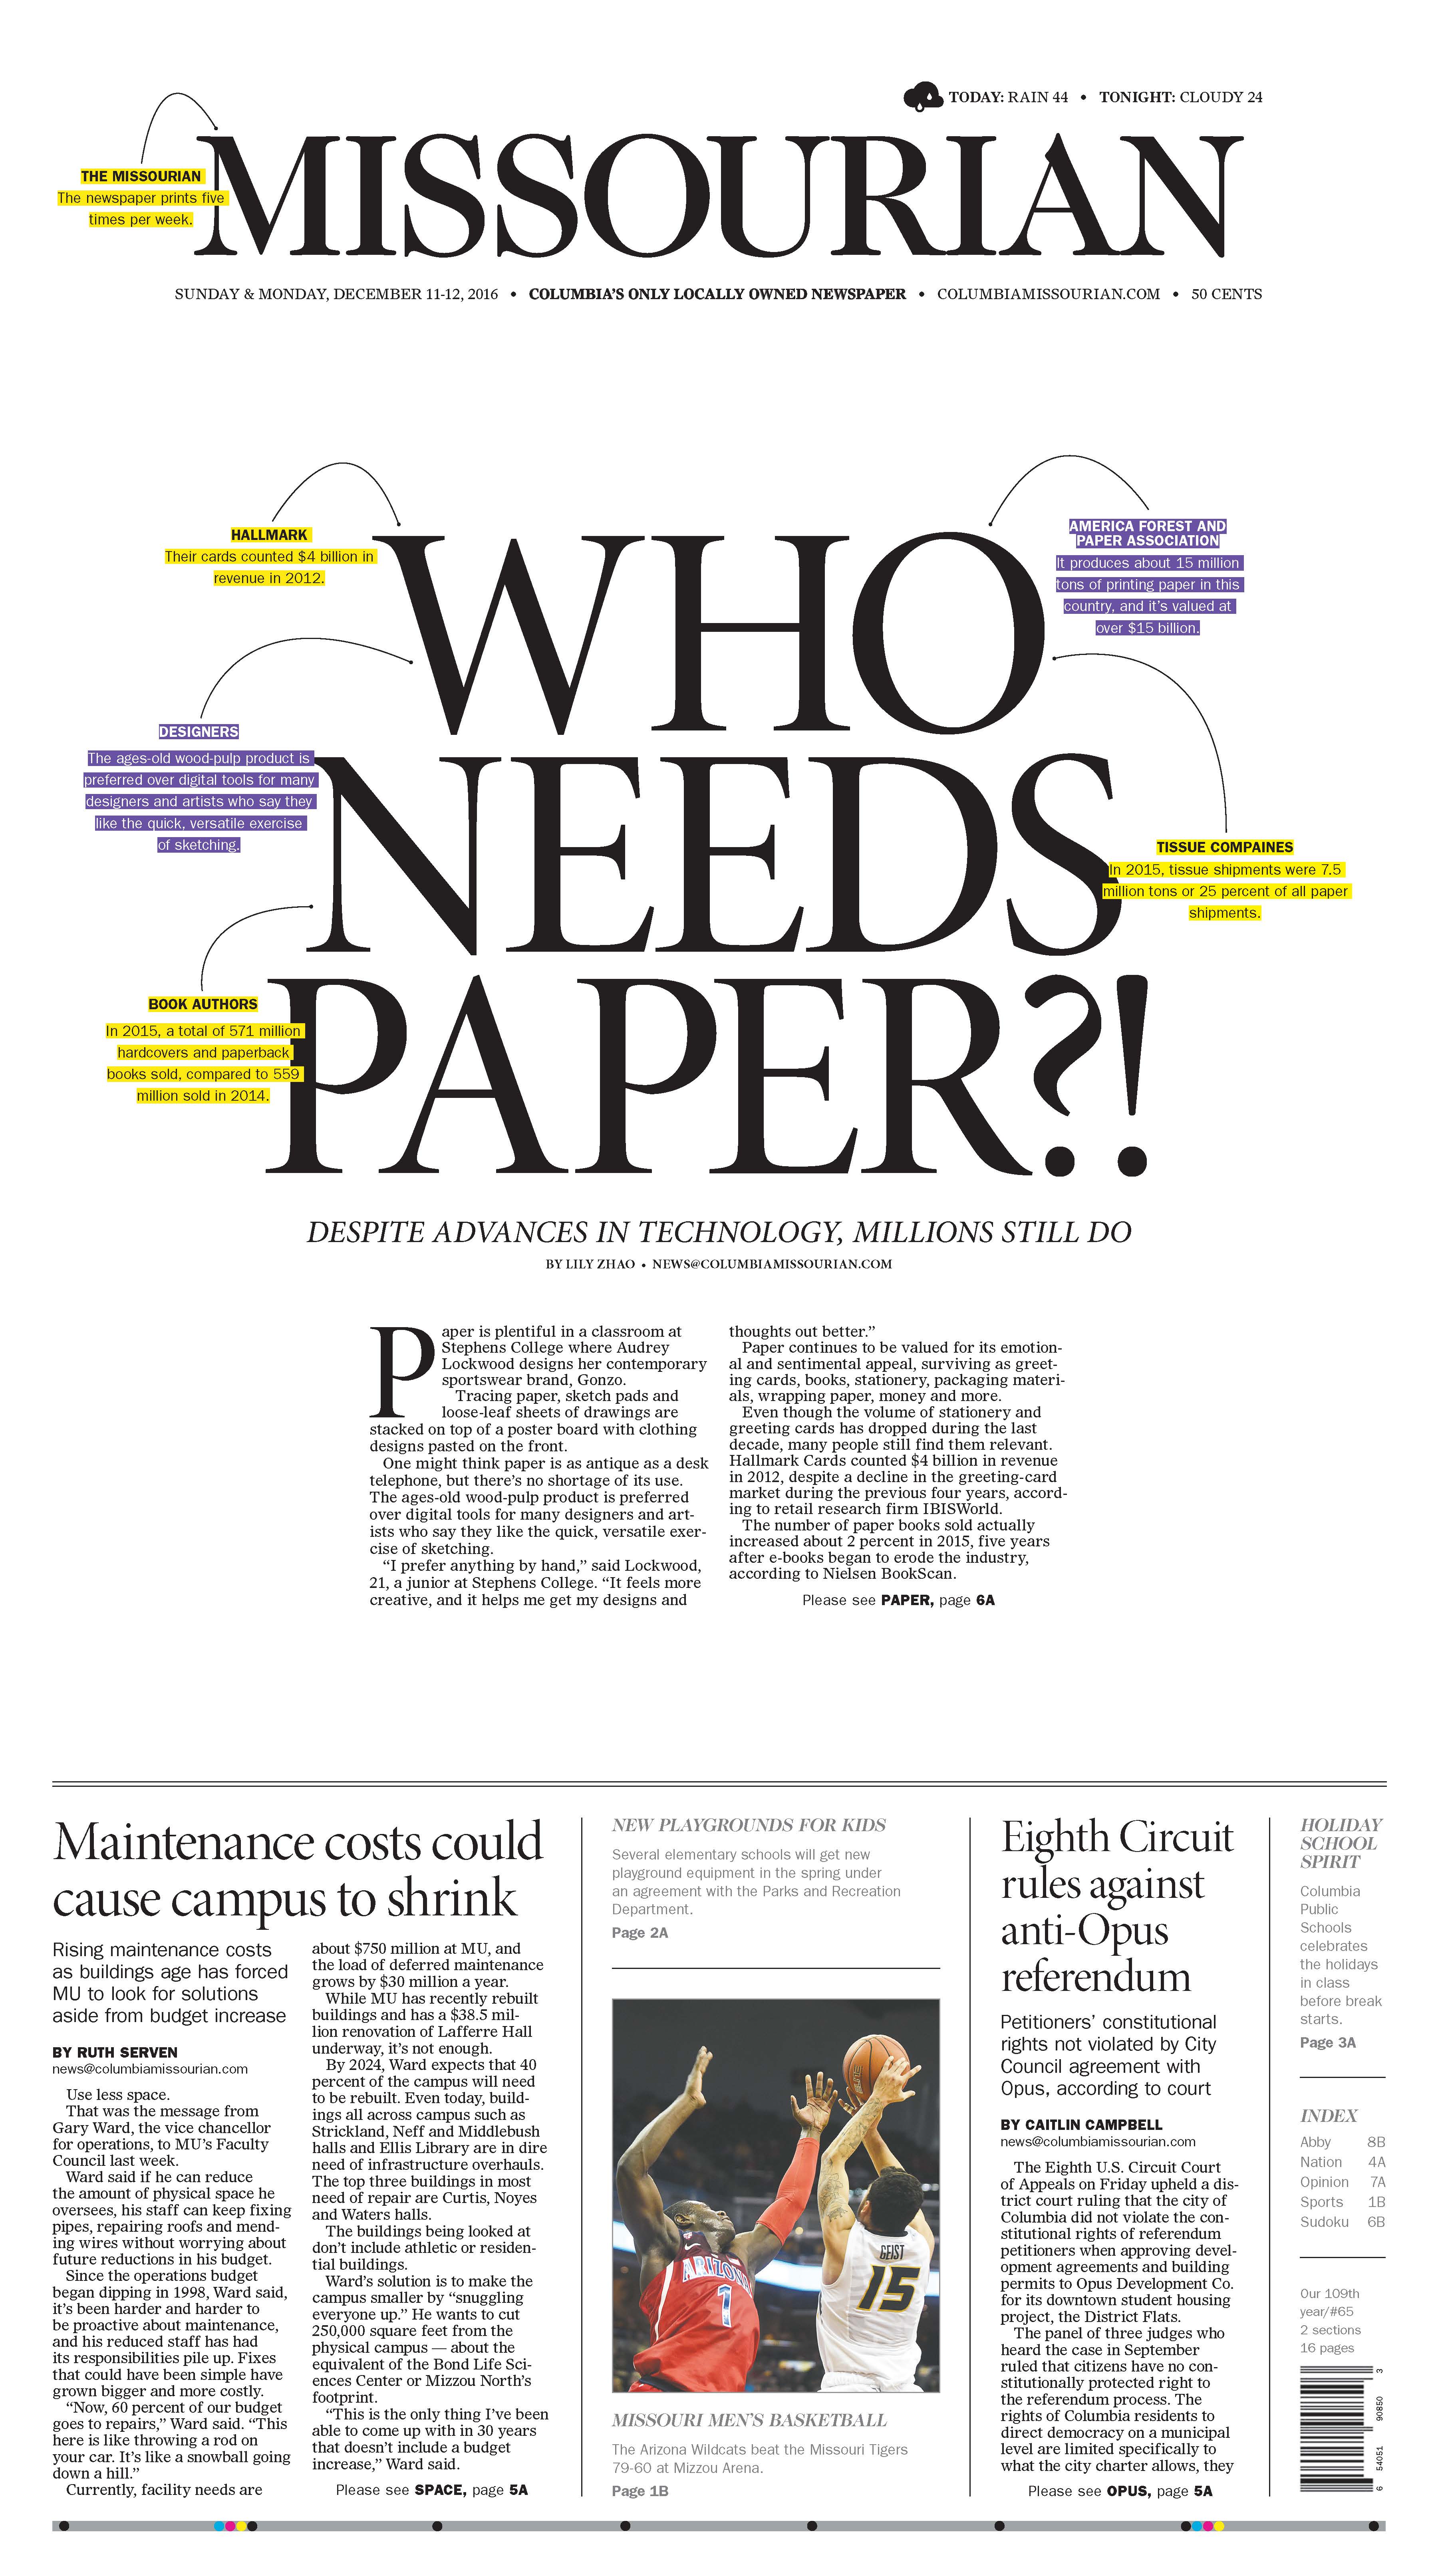 TODAY: RAIN 44 • TONIGHT: CLOUDY 24
MISSOURIAN
THE MISSOURIAN
The newspaper prints five
times per week.
SUNDAY & MONDAY, DECEMBER 11-12, 2016 • COLUMBIA'S ONLY LOCALLY OWNED NEWSPAPER • COLUMBIAMISSOURIAN.COM • 50 CENTS
HALLMARK
Their cards counted $4 billion in
revenue in 2012.
AMERICA FOREST AND
PAPER ASSOCIATION
It produces about 15 million
tons of printing paper in this
country, and it's valued at
over $15 billion.
DESIGNERS
The ages-old wood-pulp product is
preferred over digital tools for many
designers and artists who say they
like the quick, versatile exercise
of sketching.
TISSUE COMPAINES
In 2015, tissue shipments were 7.5
million tons or 25 percent of all paper
shipments.
BOOK AUTHORS
In 2015, a total of 571 million
hardcovers and paperback
books sold, compared to 559
million sold in 2014.
WHO
NEEDS
PAPER?!
DESPITE ADVANCES IN TECHNOLOGY, MILLIONS STILL DO
BY LILY ZHAO • NEWS@COLUMBIAMISSOURIAN.COM
Paper is plentiful in a classroom at
Stephens College where Audrey
Lockwood designs her contemporary
sportswear brand, Gonzo.
Tracing paper, sketch pads and
loose-leaf sheets of drawings are
stacked on top of a poster board with clothing
designs pasted on the front.
One might think paper is as antique as a desk
telephone, but there's no shortage of its use.
The ages-old wood-pulp product is preferred
over digital tools for many designers and art-
ists who say they like the quick, versatile exer-
cise of sketching.
"I prefer anything by hand," said Lockwood,
21, a junior at Stephens College. "It feels more
creative, and it helps me get my designs and
thoughts out better."
Paper continues to be valued for its emotion-
al and sentimental appeal, surviving as greet-
ing cards, books, stationery, packaging materi-
als, wrapping paper, money and more.
Even though the volume of stationery and
greeting cards has dropped during the last
decade, many people still find them relevant.
Hallmark Cards counted $4 billion in revenue
in 2012, despite a decline in the greeting-card
market during the previous four years, accord-
ing to retail research firm IBISWorld.
The number of paper books sold actually
increased about 2 percent in 2015, five years
after e-books began to erode the industry,
according to Nielsen BookScan.
Please see PAPER, page 6A
Maintenance costs could
cause campus to shrink
Rising maintenance costs
as buildings age has forced
MU to look for solutions
aside from budget increase
BY RUTH SERVEN
news@columbiamissourian.com
Use less space.
That was the message from
Gary Ward, the vice chancellor
for operations, to MU's Faculty
Council last week.
Ward said if he can reduce
the amount of physical space he
oversees, his staff can keep fixing
pipes, repairing roofs and mend-
ing wires without worrying about
future reductions in his budget.
Since the operations budget
began dipping in 1998, Ward said,
it's been harder and harder to
be proactive about maintenance,
and his reduced staff has had
its responsibilities pile up. Fixes
that could have been simple have
grown bigger and more costly.
"Now, 60 percent of our budget
goes to repairs," Ward said. "This
here is like throwing a rod on
your car. It's like a snowball going
down a hill."
Currently, facility needs are
about $750 million at MU, and
the load of deferred maintenance
grows by $30 million a year.
While MU has recently rebuilt
buildings and has a $38.5 mil-
lion renovation of Lafferre Hall
underway, it's not enough.
By 2024, Ward expects that 40
percent of the campus will need
to be rebuilt. Even today, build-
ings all across campus such as
Strickland, Neff and Middlebush
halls and Ellis Library are in dire
need of infrastructure overhauls.
The top three buildings in most
need of repair are Curtis, Noyes
and Waters halls.
The buildings being looked at
don't include athletic or residen-
tial buildings.
Ward's solution is to make the
campus smaller by "snuggling
everyone up." He wants to cut
250,000 square feet from the
physical campus — about the
equivalent of the Bond Life Sci-
ences Center or Mizzou North's
footprint.
"This is the only thing I've been
able to come up with in 30 years
that doesn't include a budget
increase," Ward said.
Please see SPACE, page 5A
NEW PLAYGROUNDS FOR KIDS
Several elementary schools will get new
playground equipment in the spring under
an agreement with the Parks and Recreation
Department.
Page 2A
ARIZONA
1
GEIST
15
MISSOURI MEN'S BASKETBALL
The Arizona Wildcats beat the Missouri Tigers
79-60 at Mizzou Arena.
Page 1B
Eighth Circuit
rules against
anti-Opus
referendum
Petitioners' constitutional
rights not violated by City
Council agreement with
Opus, according to court
BY CAITLIN CAMPBELL
news@columbiamissourian.com
The Eighth U.S. Circuit Court
of Appeals on Friday upheld a dis-
trict court ruling that the city of
Columbia did not violate the con-
stitutional rights of referendum
petitioners when approving devel-
opment agreements and building
permits to Opus Development Co.
for its downtown student housing
project, the District Flats.
The panel of three judges who
heard the case in September
ruled that citizens have no con-
stitutionally protected right to
the referendum process. The
rights of Columbia residents to
direct democracy on a municipal
level are limited specifically to
what the city charter allows, they
Please see OPUS, page 5A
HOLIDAY
SCHOOL
SPIRIT
Columbia
Public
Schools
celebrates
the holidays
in class
before break
starts.
Page 3A
INDEX
Abby 8B
Nation 4A
Opinion 7A
Sports 1B
Sudoku 6B
Our 109th
year/#65
2 sections
16 pages
6 54051 90850 3